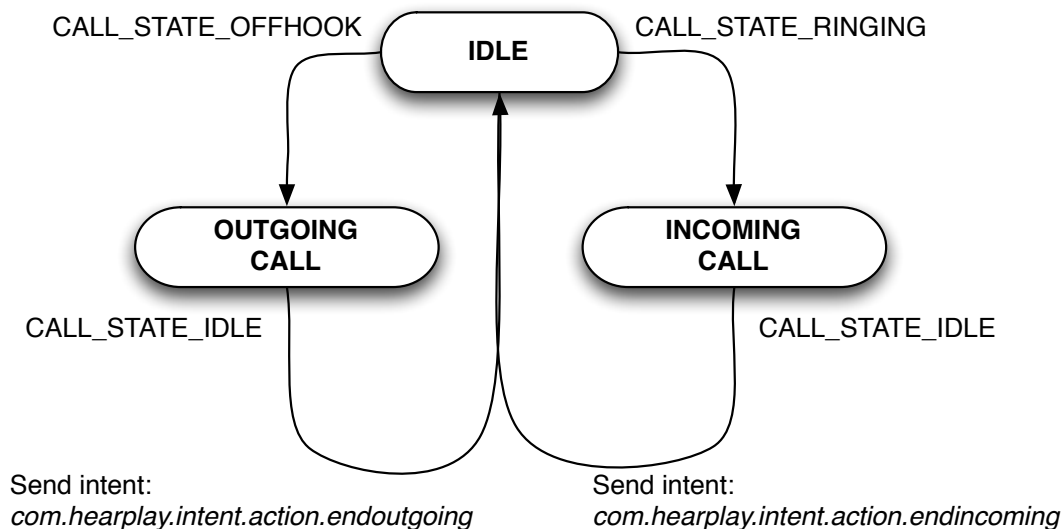 CALL_STATE_OFFHOOK
IDLE
CALL_STATE_RINGING
OUTGOING
CALL
INCOMING
CALL
CALL_STATE_IDLE
CALL_STATE_IDLE
Send intent:
com.hearplay.intent.action.endoutgoing
Send intent:
com.hearplay.intent.action.endincoming